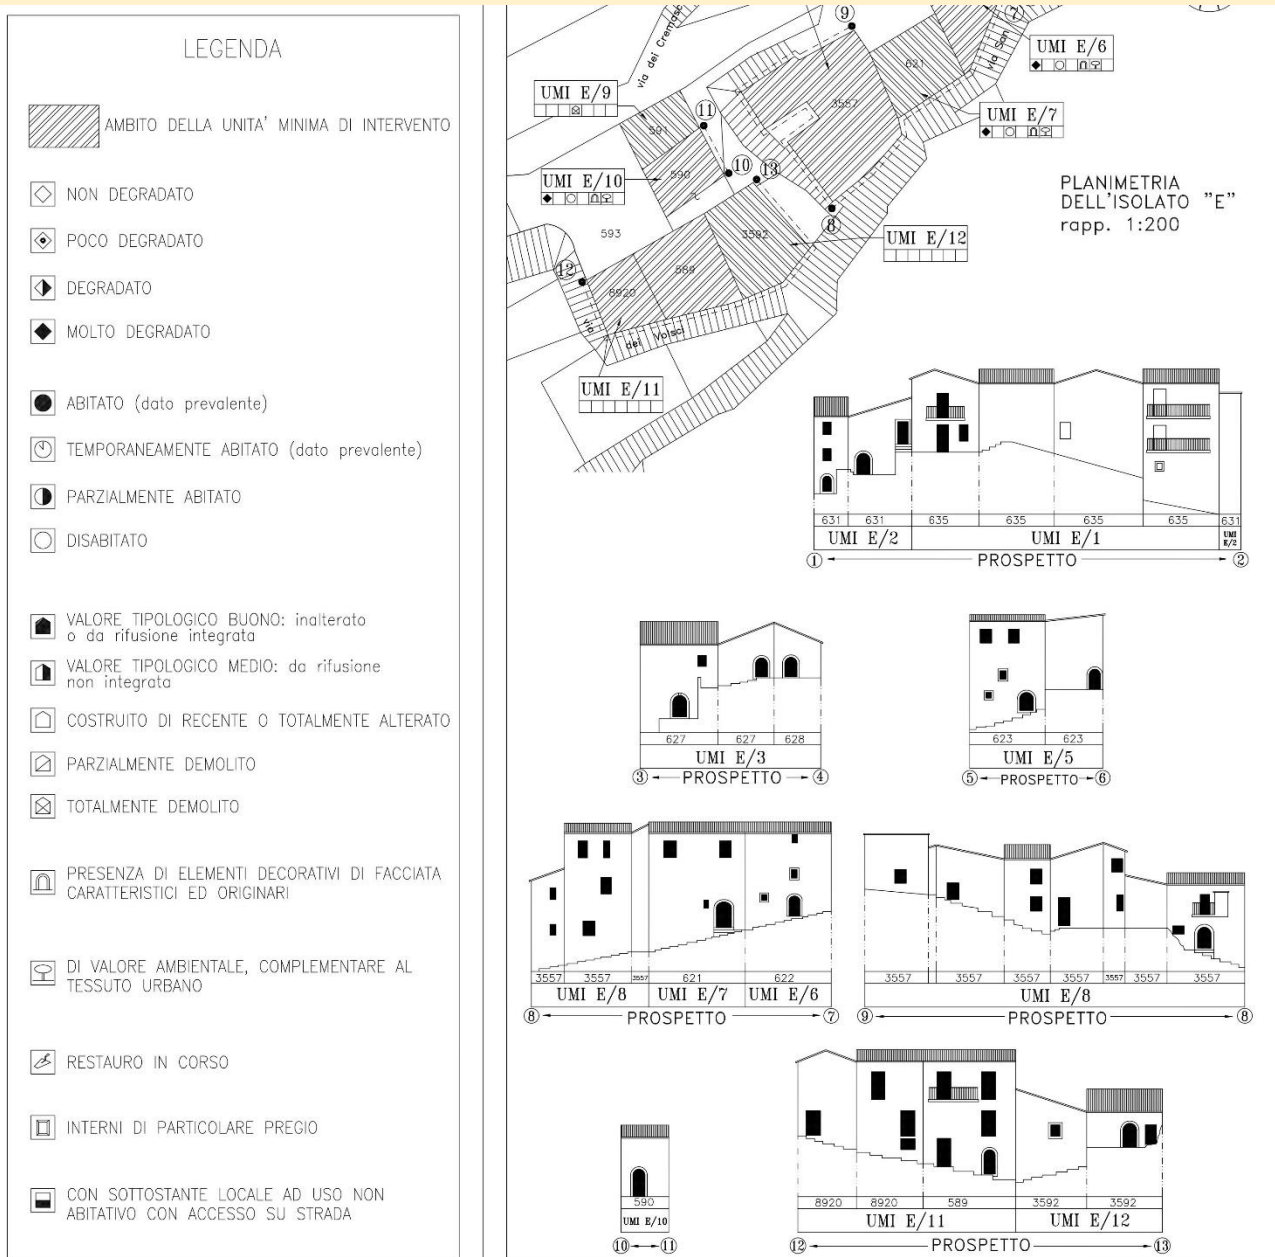 LEGENDA
AMBITO DELLA UNITA' MINIMA DI INTERVENTO
NON DEGRADATO
POCO DEGRADATO
DEGRADATO
MOLTO DEGRADATO
ABITATO (dato prevalente)
TEMPORANEAMENTE ABITATO (dato prevalente)
PARZIALMENTE ABITATO
DISABITATO
VALORE TIPOLOGICO BUONO: inalterato
o da rifusione integrata
VALORE TIPOLOGICO MEDIO: da rifusione
non integrata
COSTRUITO DI RECENTE O TOTALMENTE ALTERATO
PARZIALMENTE DEMOLITO
TOTALMENTE DEMOLITO
PRESENZA DI ELEMENTI DECORATIVI DI FACCIATA
CARATTERISTICI ED ORIGINARI
DI VALORE AMBIENTALE, COMPLEMENTARE AL
TESSUTO URBANO
RESTAURO IN CORSO
INTERNI DI PARTICOLARE PREGIO
CON SOTTOSTANTE LOCALE AD USO NON
ABITATIVO CON ACCESSO SU STRADA
via dei
9
7
via San
UMI E/6
621
UMI E/9
3557
UMI E/7
11
591
10
13
590
UMI E/10
PLANIMETRIA
DELL'ISOLATO "E"
rapp. 1:200
8
593
3592
UMI E/12
12
589
8920
via
dei Volsci
UMI E/11
631 631 635 635 635 635 631
UMI E/2 UMI E/1 UMI
E/2
1 PROSPETTO 2
627 627 628
UMI E/3
3 PROSPETTO 4
623 623
UMI E/5
5 PROSPETTO 6
3557 3557 3557 621 622
UMI E/8 UMI E/7 UMI E/6
8 PROSPETTO 7
3557 3557 3557 3557 3557 3557 3557
UMI E/8
9 PROSPETTO 8
590
UMI E/10
10 11
8920 8920 589 3592 3592
UMI E/11 UMI E/12
12 PROSPETTO 13